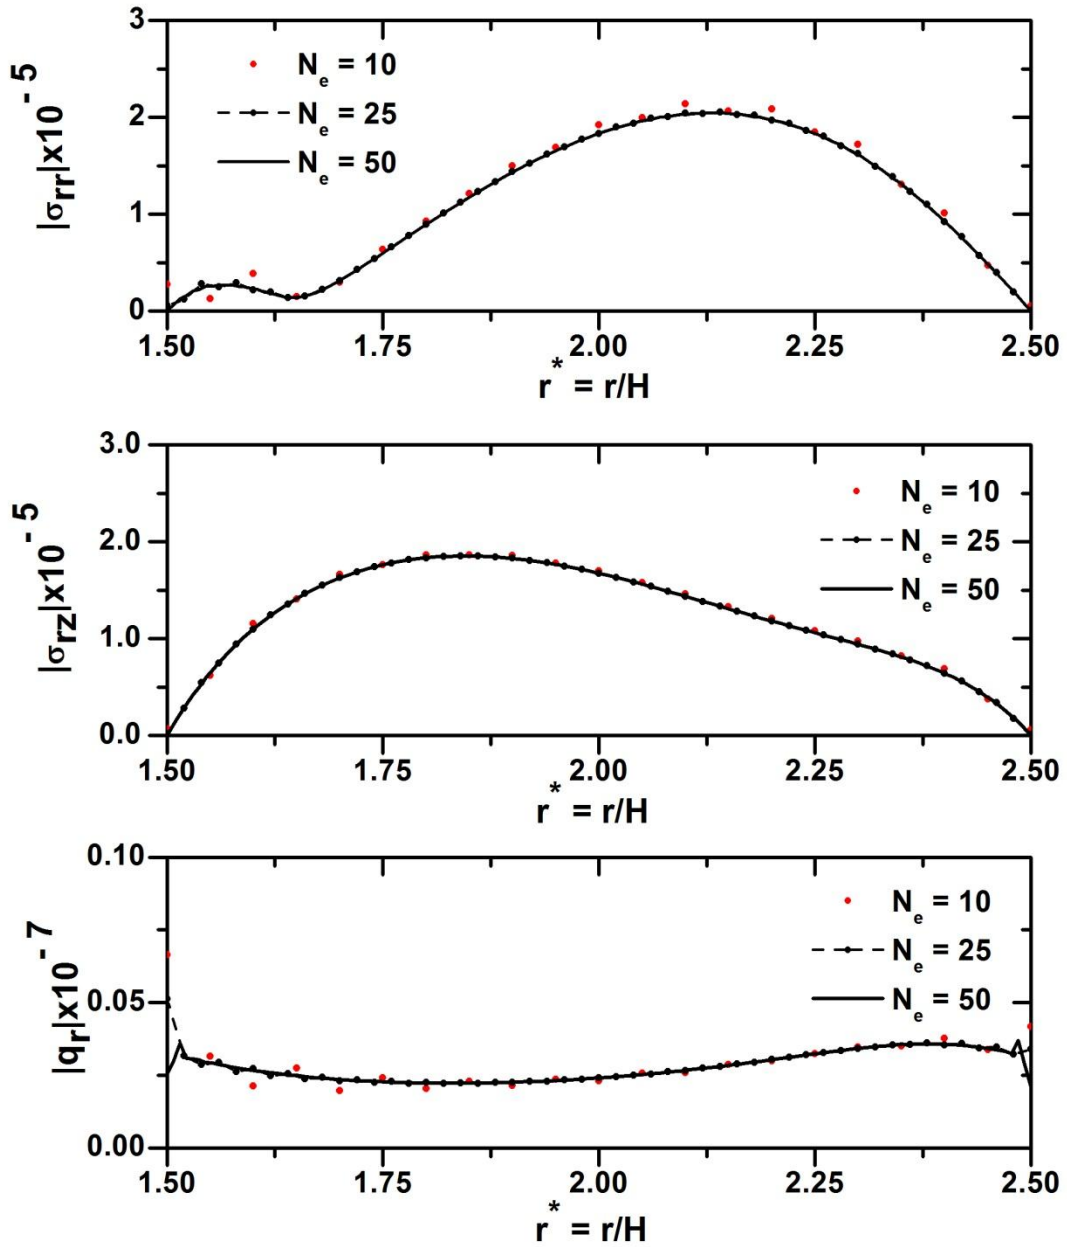 |σrr|x10 - 5
3
2
1
0
N e = 10
N e = 25
N e = 50
1.50 1.75 2.00 2.25 2.50
r * = r/H
|σrz|x10 - 5
3.0
2.0
1.0
0.0
N e = 10
N e = 25
N e = 50
1.50 1.75 2.00 2.25 2.50
r * = r/H
|qr|x10 - 7
0.10
0.05
0.00
N e = 10
N e = 25
N e = 50
1.50 1.75 2.00 2.25 2.50
r * = r/H